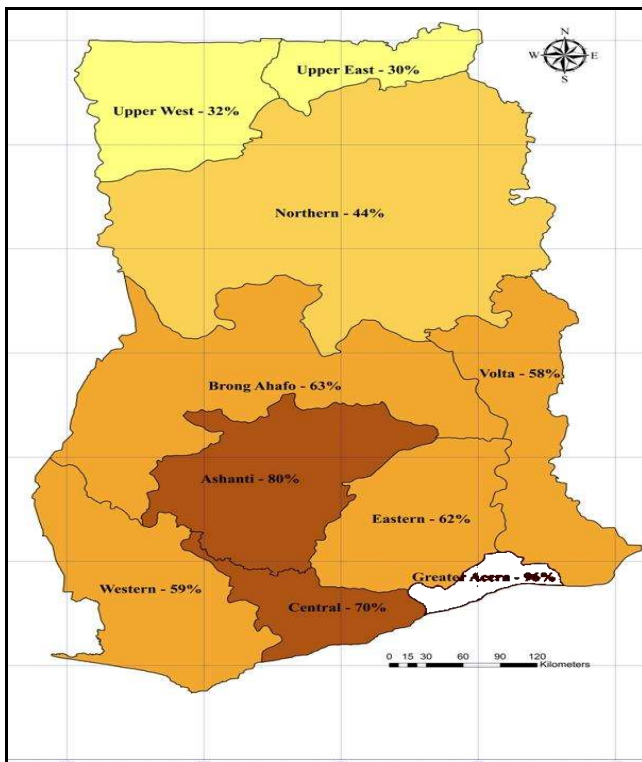 N
W E
S
Upper East - 30%
Upper West - 32%
Northern - 44%
Volta - 58%
Brong Ahafo - 63%
Ashanti - 80%
Eastern - 62%
Greater Accra - 96%
Western - 59%
Central - 70%
0 15 30 60 90 120
Kilometers